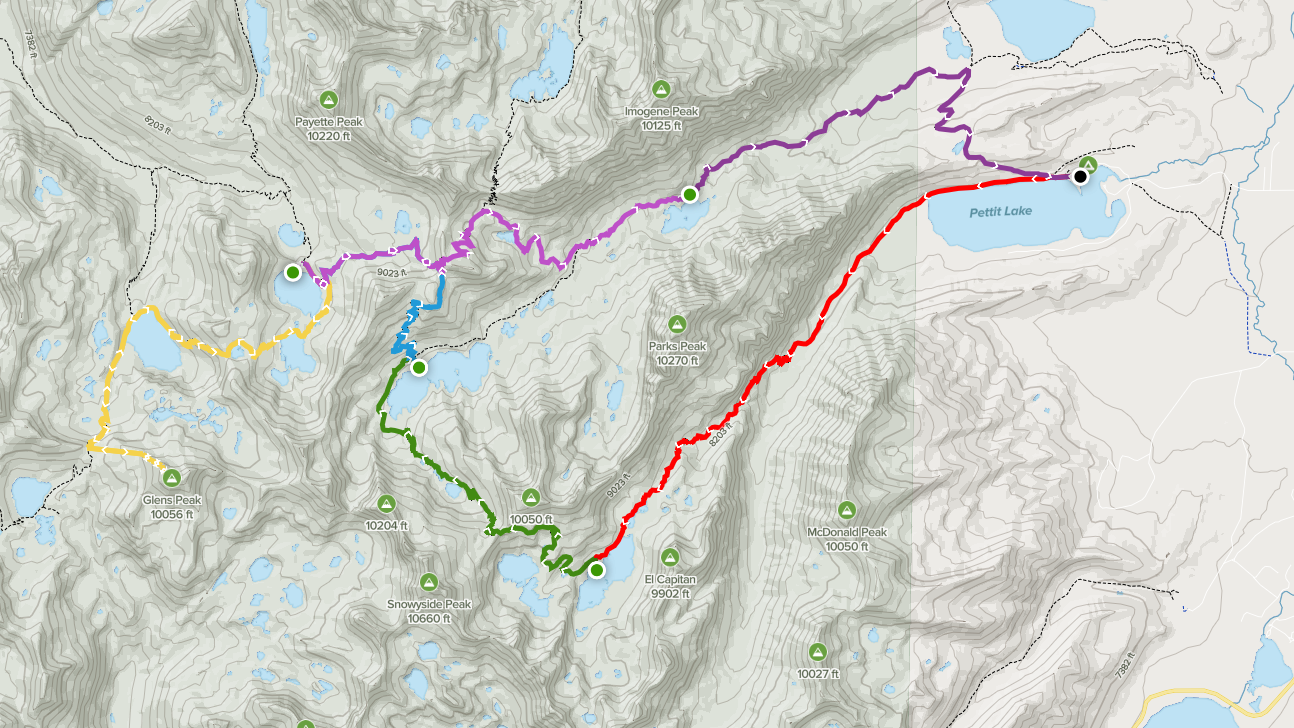 7382 ft
8203 ft
Payette Peak
10220 ft
Imogene Peak
10125 ft
Pettit Lake
9023 ft
Parks Peak
10270 ft
8203 ft
9023 ft
Glens Peak
10056 ft
10204 ft
10050 ft
McDonald Peak
10050 ft
El Capitan
9902 ft
Snowyside Peak
10660 ft
10027 ft
7382 ft